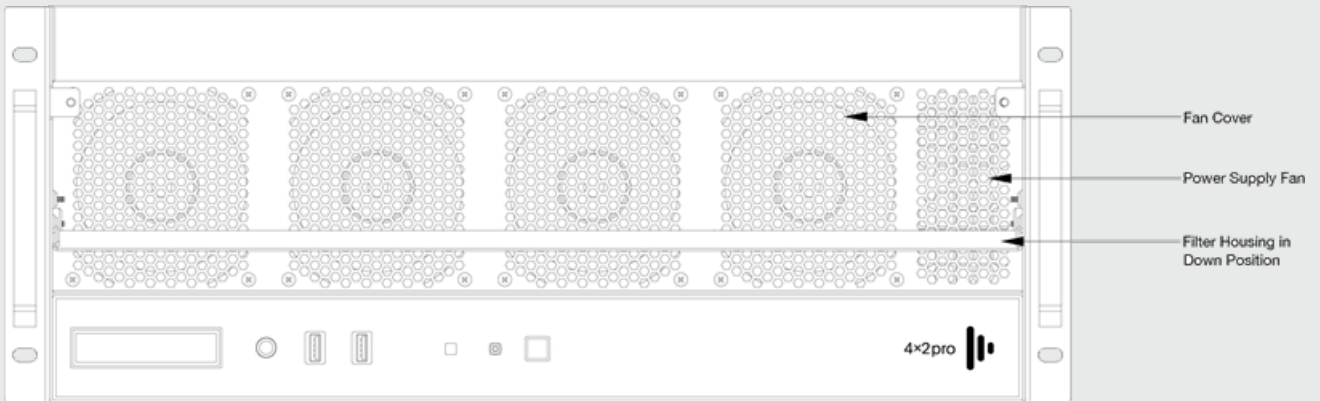 Fan Cover
Power Supply Fan
Filter Housing in
Down Position
4×2pro